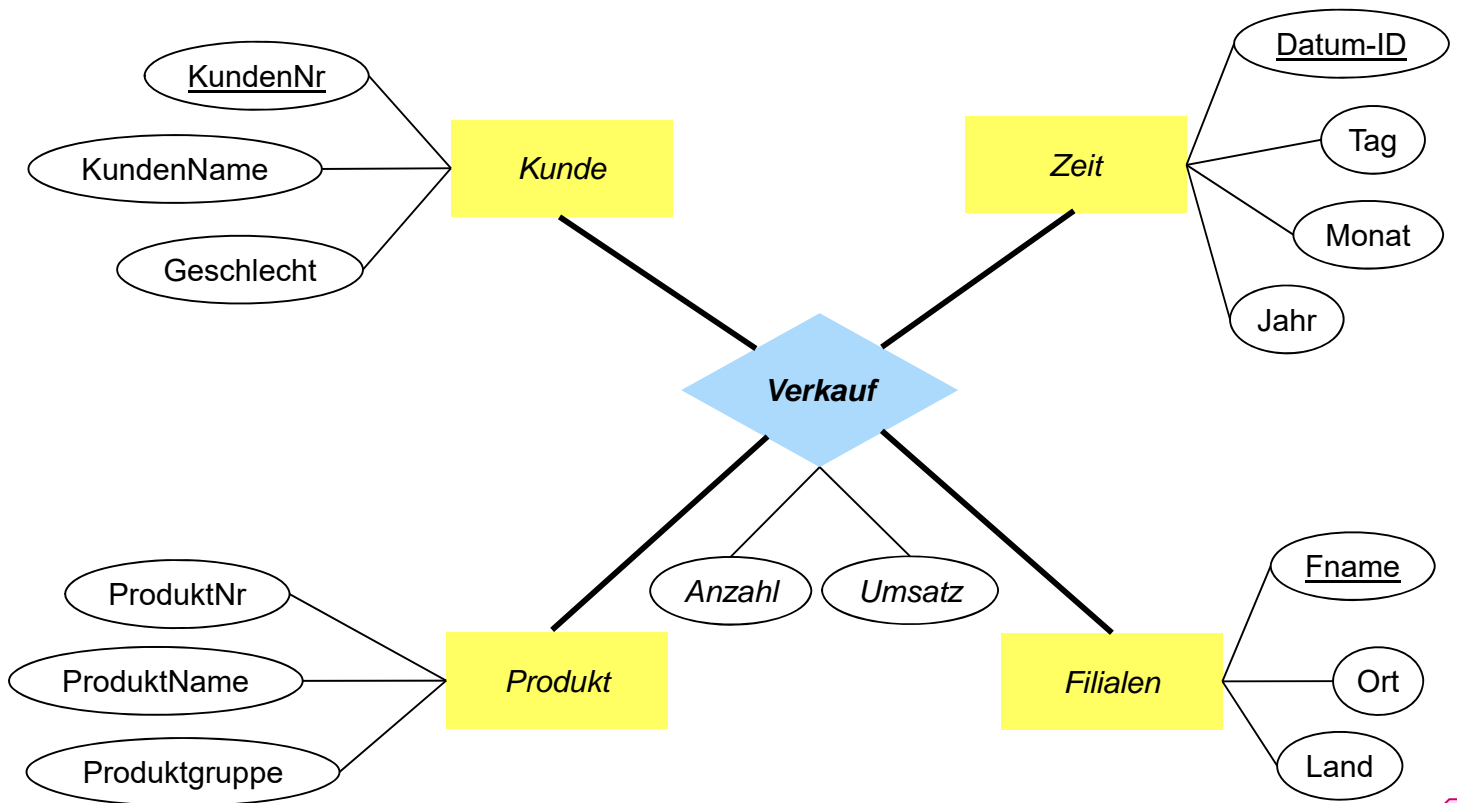 KundenNr
KundenName
Geschlecht
Kunde
Zeit
Datum-ID
Tag
Monat
Jahr
Verkauf
Anzahl
Umsatz
ProduktNr
ProduktName
Produktgruppe
Produkt
Filialen
Fname
Ort
Land